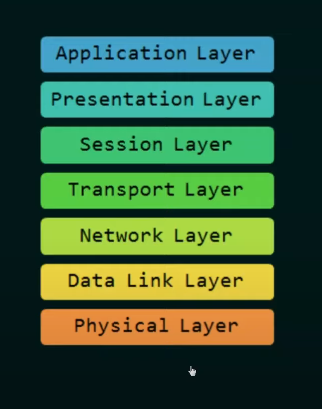 Application Layer
Presentation Layer
Session Layer
Transport Layer
Network Layer
Data Link Layer
Physical Layer